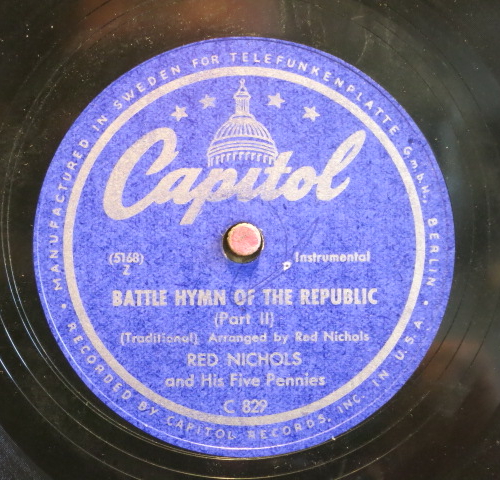 MANUFACTURED IN SWEDEN FOR TELEFUNKENPLATTE G.m.b.H., BERLIN
Capitol
(5168)
Z
Instrumental
BATTLE HYMN OF THE REPUBLIC
(Part II)
(Traditional) Arranged by Red Nichols
RED NICHOLS
and His Five Pennies
C 829
• RECORDED BY CAPITOL RECORDS, INC. IN U.S.A •